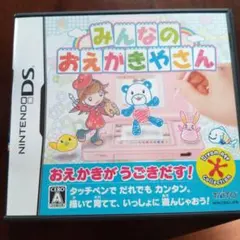 NINTENDO DS
みんなの
おえかきやさん
おえかきが うごきだす!
タッチペンで だれでも カンタン。
描いて 育てて、いっしょに 遊んじゃおう!
CERO
A
Collection